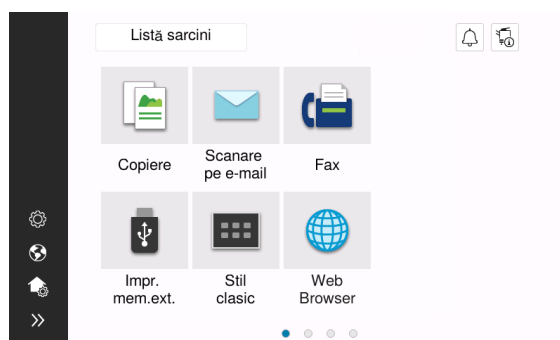 Listă sarcini
Copiere
Scanare
pe e-mail
Fax
Impr.
mem.ext.
Stil
clasic
Web
Browser